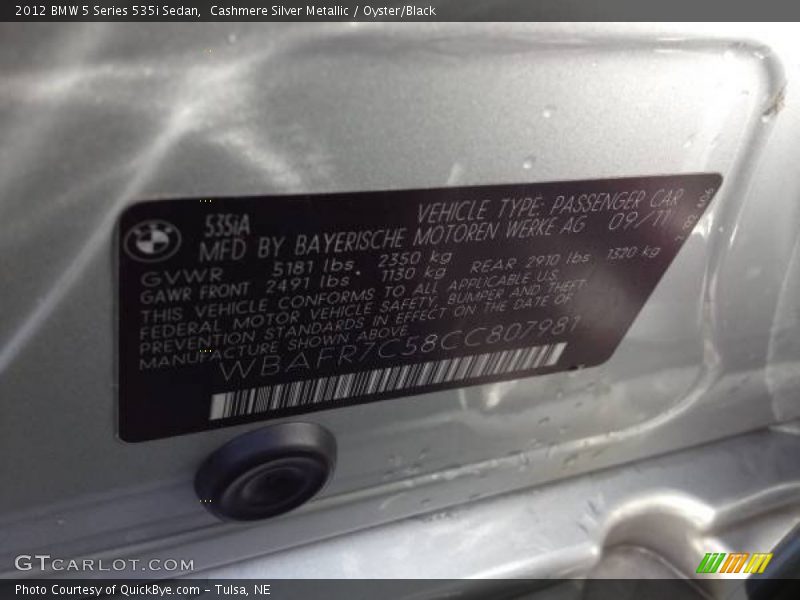 2012 BMW 5 Series 535i Sedan,  Cashmere Silver Metallic / Oyster/Black
BMW
535iA
VEHICLE TYPE: PASSENGER CAR
MFD BY BAYERISCHE MOTOREN WERKE AG 09/11
GVWR 5181 lbs. 2350 kg
GAWR FRONT 2491 lbs. 1130 kg REAR 2910 lbs 1320 kg
THIS VEHICLE CONFORMS TO ALL APPLICABLE U.S.
FEDERAL MOTOR VEHICLE SAFETY, BUMPER AND THEFT
PREVENTION STANDARDS IN EFFECT ON THE DATE OF
MANUFACTURE SHOWN ABOVE
WBAFR7C58CC807987
GTCARLOT.COM
Photo Courtesy of QuickBye.com – Tulsa, NE